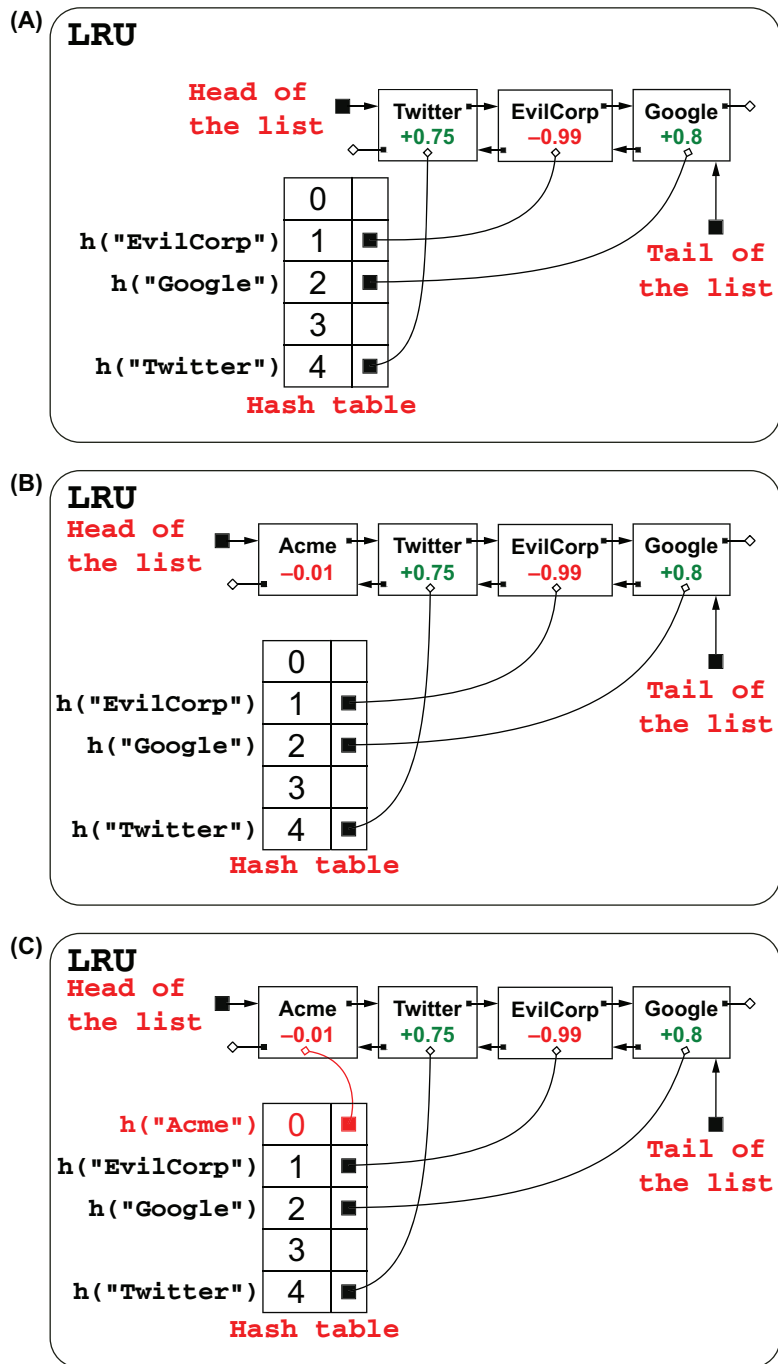 (A)
LRU
Head of
the list
Twitter
+0.75
EvilCorp
–0.99
Google
+0.8
0
h("EvilCorp") 1
h("Google") 2
3
h("Twitter") 4
Hash table
Tail of
the list
(B)
LRU
Head of
the list
Acme
–0.01
Twitter
+0.75
EvilCorp
–0.99
Google
+0.8
0
h("EvilCorp") 1
h("Google") 2
3
h("Twitter") 4
Hash table
Tail of
the list
(C)
LRU
Head of
the list
Acme
–0.01
Twitter
+0.75
EvilCorp
–0.99
Google
+0.8
h("Acme") 0
h("EvilCorp") 1
h("Google") 2
3
h("Twitter") 4
Hash table
Tail of
the list